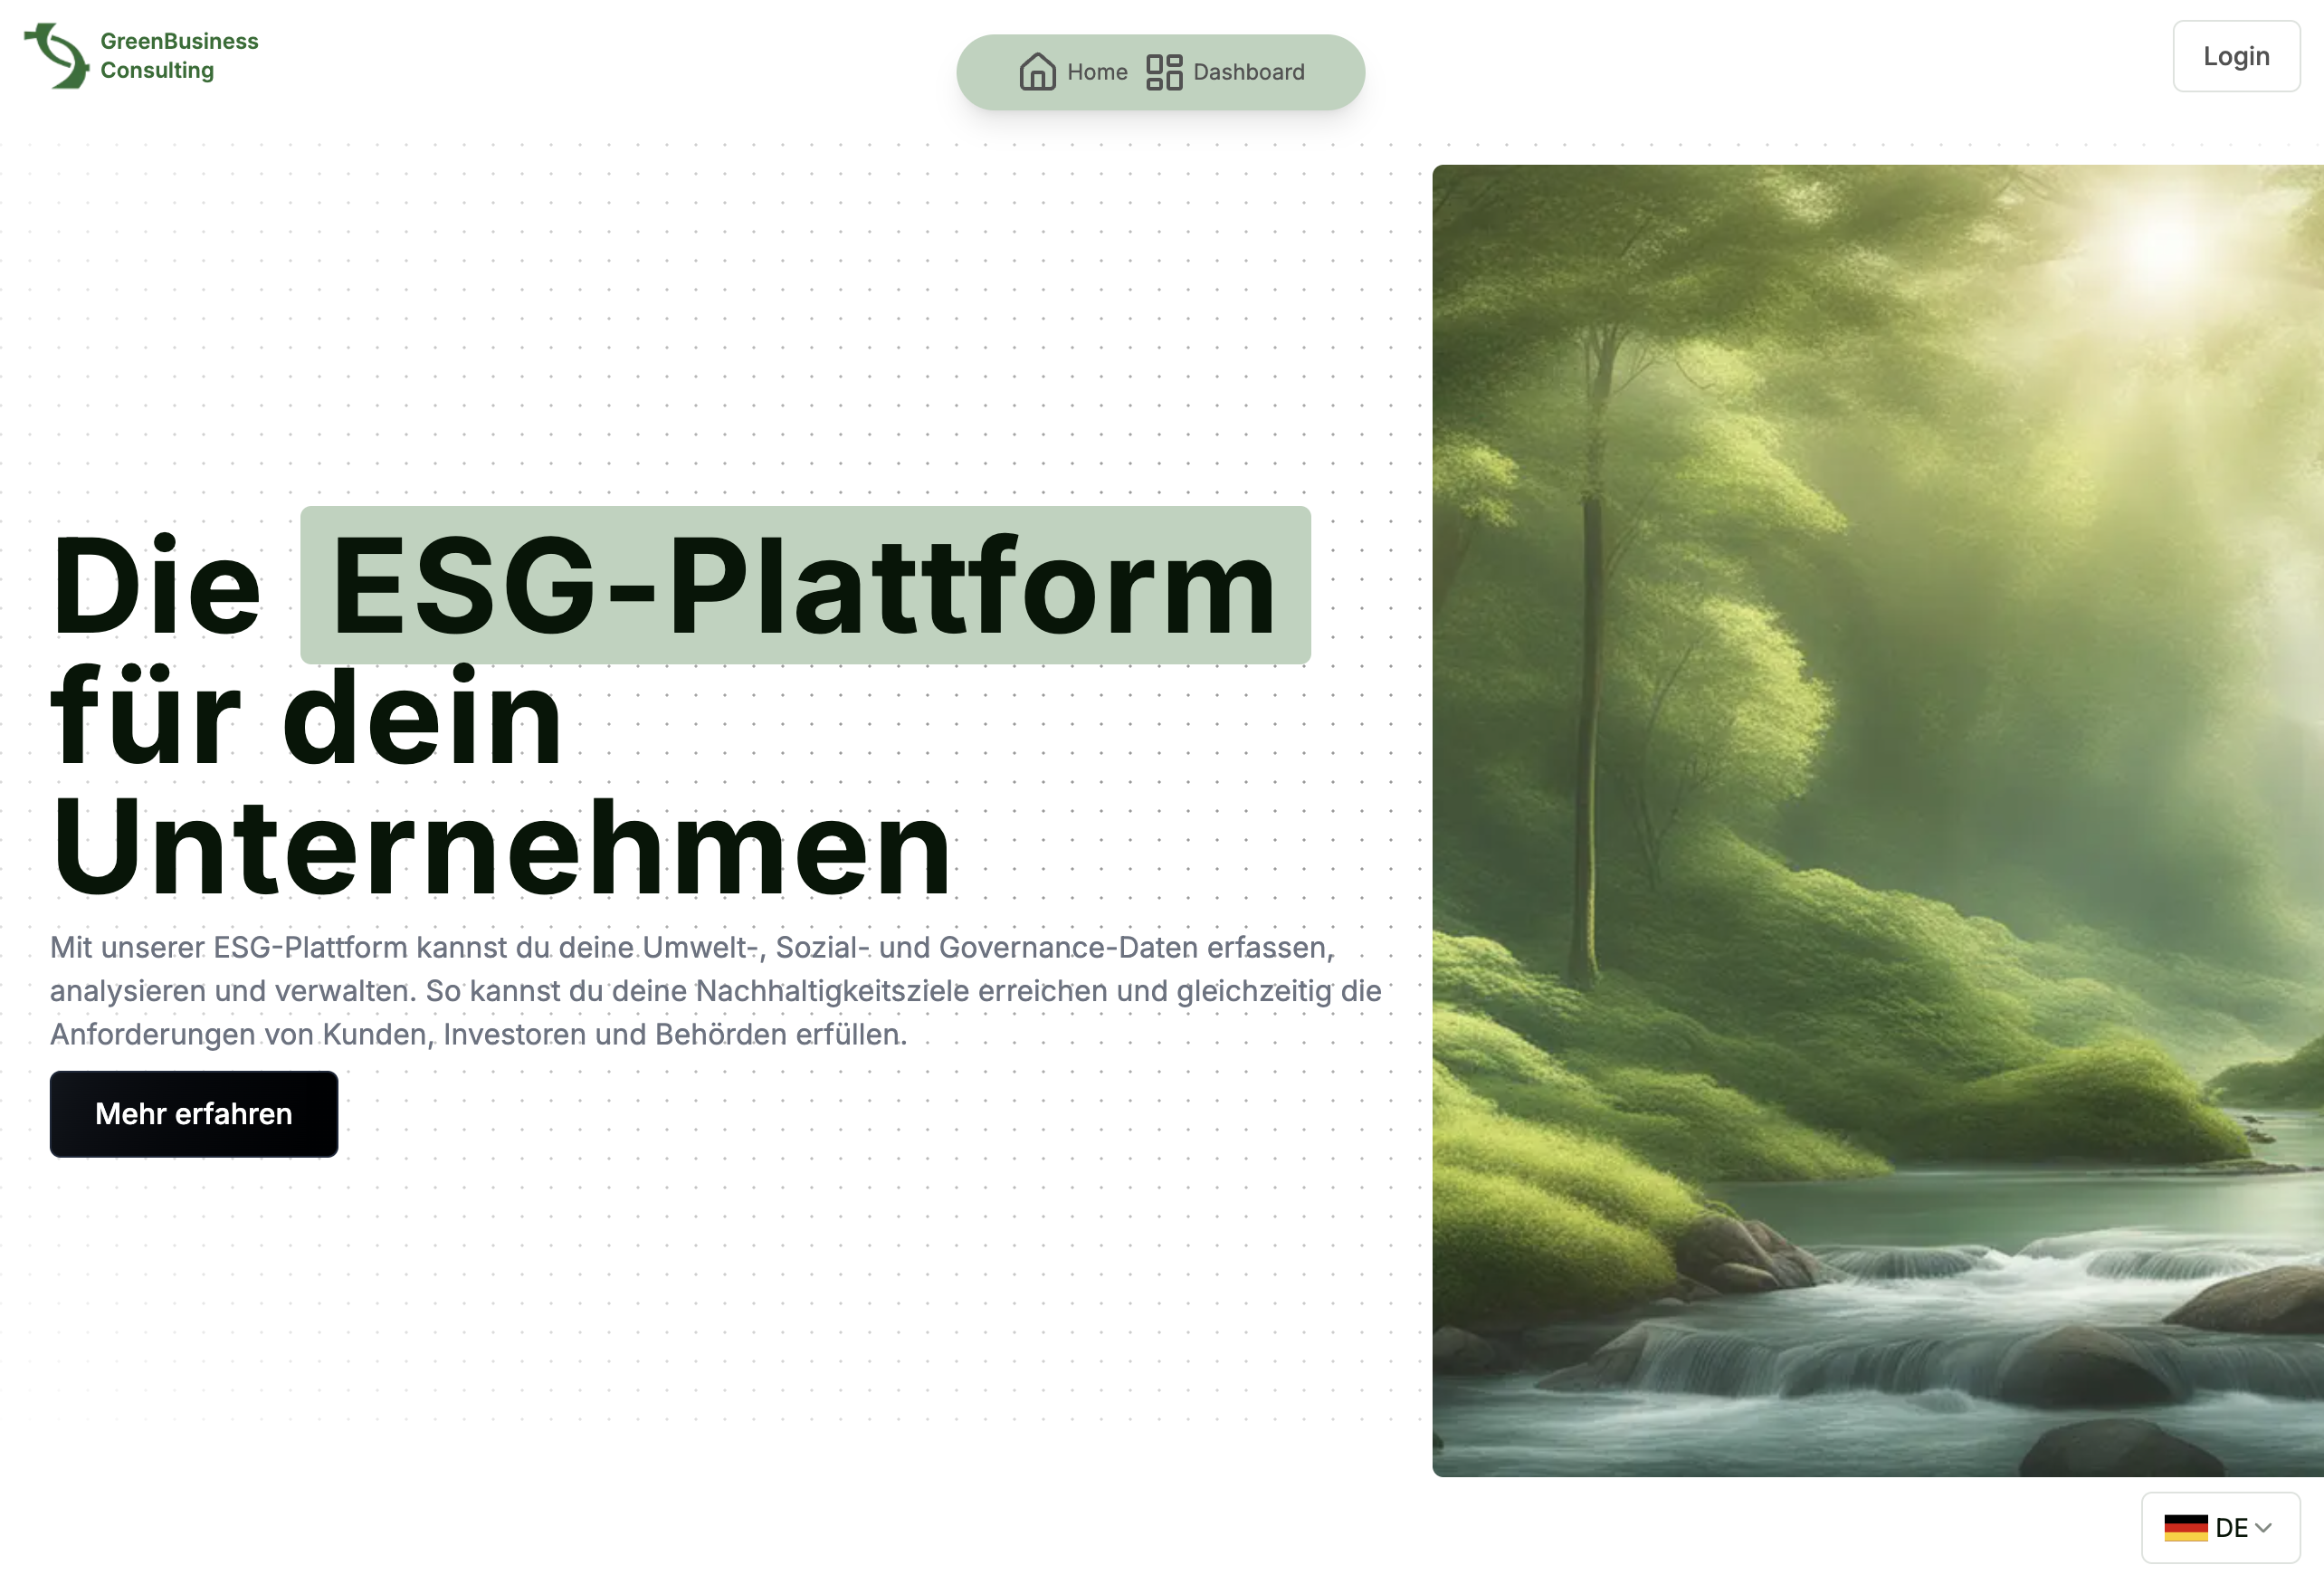 GreenBusiness
Consulting
Home Dashboard
Login
Die ESG-Plattform
für dein
Unternehmen
Mit unserer ESG-Plattform kannst du deine Umwelt-, Sozial- und Governance-Daten erfassen,
analysieren und verwalten. So kannst du deine Nachhaltigkeitsziele erreichen und gleichzeitig die
Anforderungen von Kunden, Investoren und Behörden erfüllen.
Mehr erfahren
DE